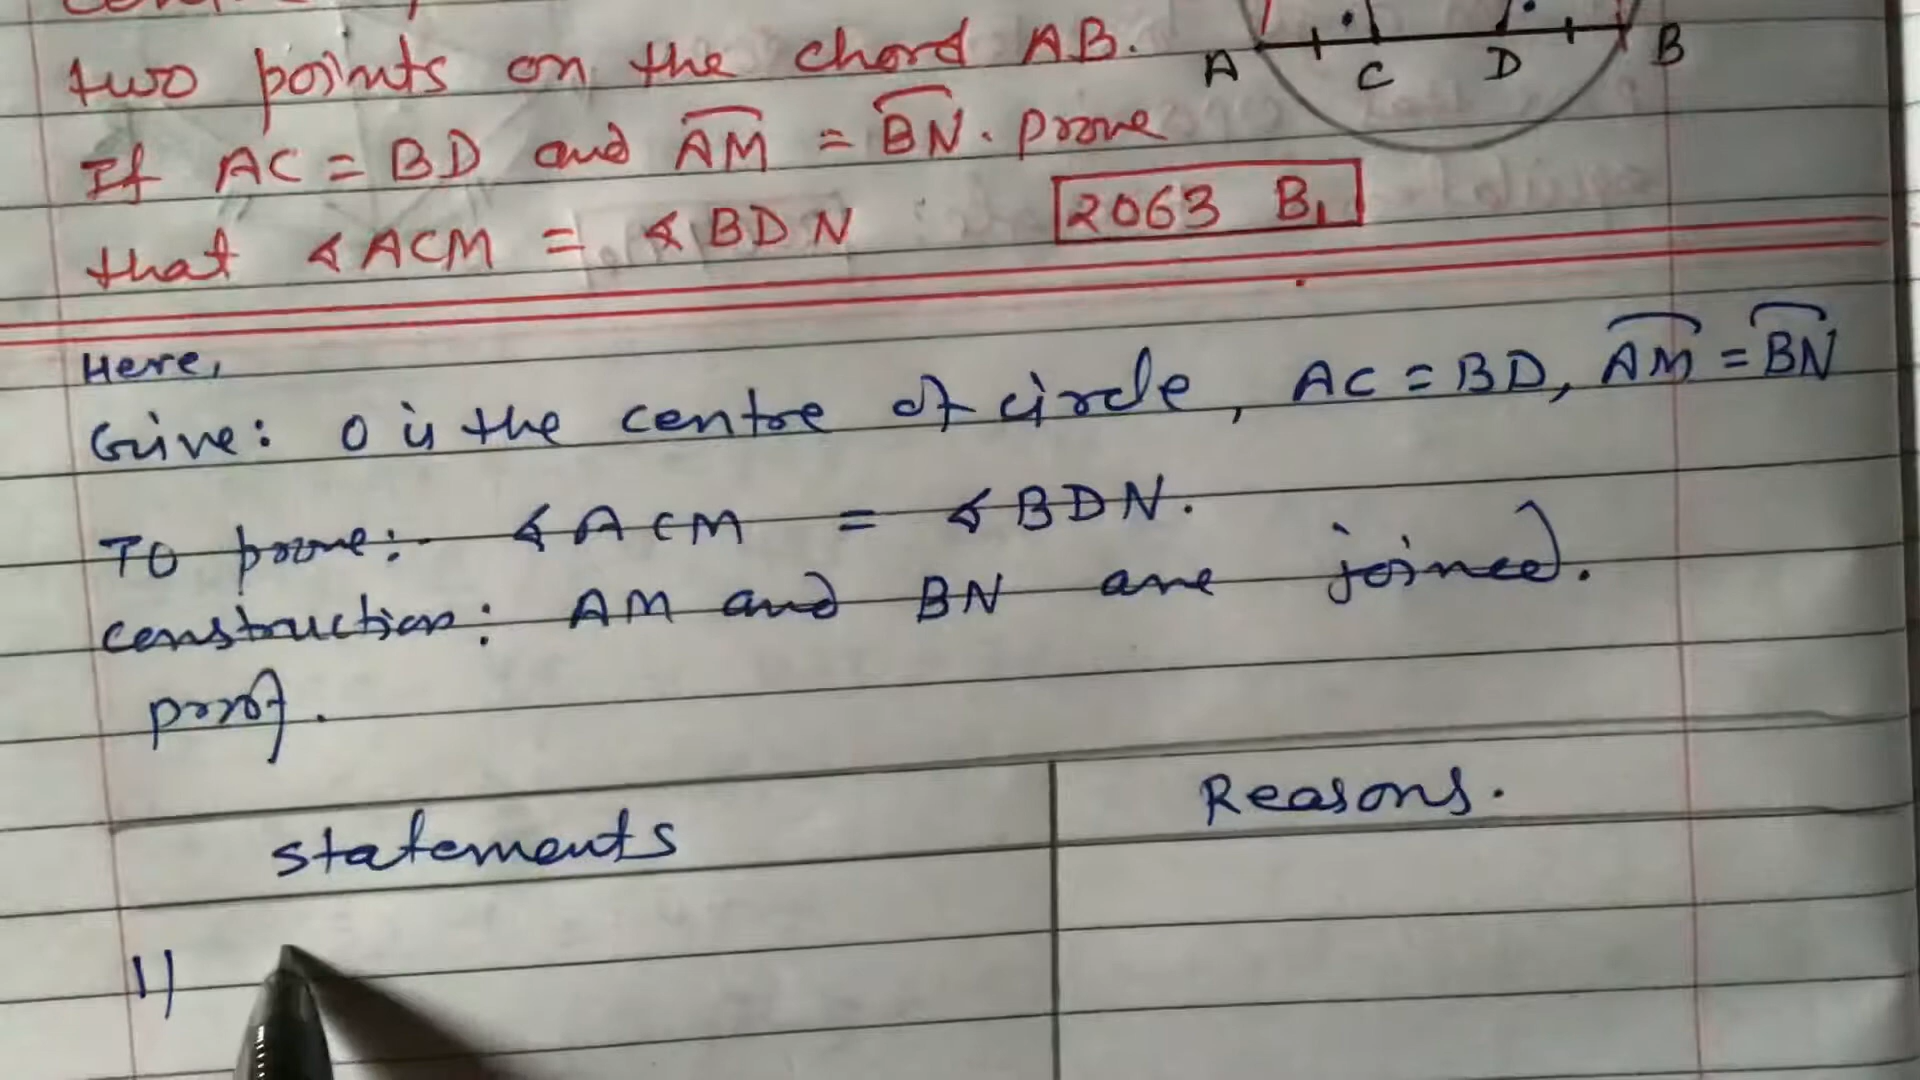 two points on the chord AB.
A C D B
If AC = BD and AM = BN. prove
that ∢ACM = ∢BDN
2063 B,
Here,
Give: O is the centre of circle, AC = BD, AM = BN
To prove:- ∢ACM = ∢BDN.
construction: AM and BN are joined.
proof.
statements
Reasons.
1)